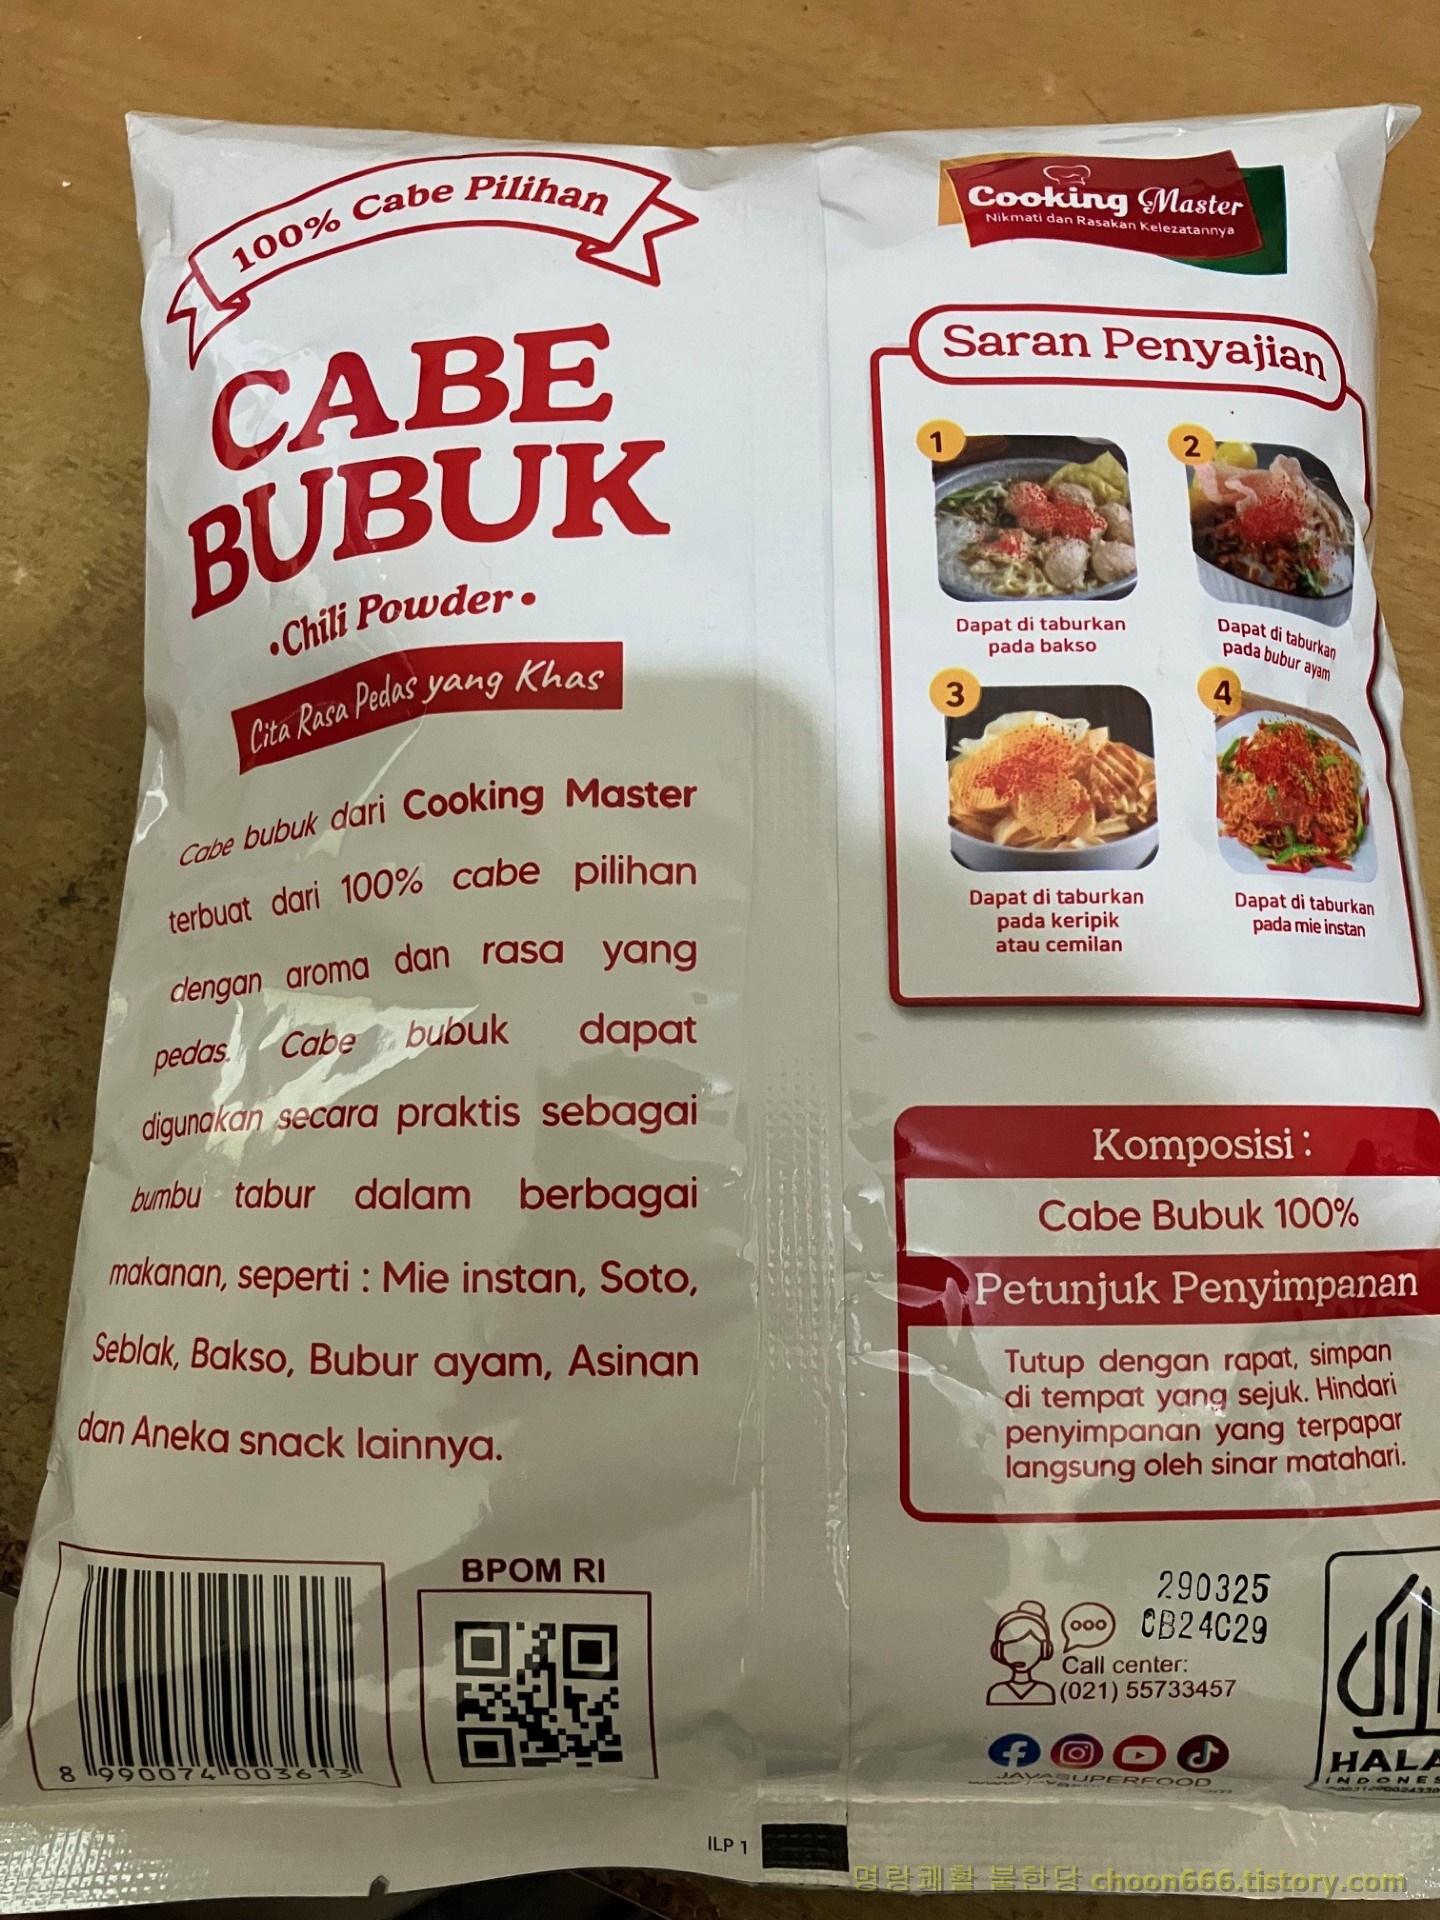 100% Cabe Pilihan
CABE
BUBUK
•Chili Powder•
Cita Rasa Pedas yang Khas
Cabe bubuk dari Cooking Master
terbuat dari 100% cabe pilihan
dengan aroma dan rasa yang
pedas. Cabe bubuk dapat
digunakan secara praktis sebagai
bumbu tabur dalam berbagai
makanan, seperti : Mie instan, Soto,
Seblak, Bakso, Bubur ayam, Asinan
dan Aneka snack lainnya.
8 990074 003613
BPOM RI
Cooking Master
Nikmati dan Rasakan Kelezatannya
Saran Penyajian
1
Dapat di taburkan
pada bakso
2
Dapat di taburkan
pada bubur ayam
3
Dapat di taburkan
pada keripik
atau cemilan
4
Dapat di taburkan
pada mie instan
Komposisi :
Cabe Bubuk 100%
Petunjuk Penyimpanan
Tutup dengan rapat, simpan
di tempat yang sejuk. Hindari
penyimpanan yang terpapar
langsung oleh sinar matahari.
290325
CB24C29
Call center:
(021) 55733457
JAVASUPERFOOD
HALA
INDONES
ILP 1
명랑쾌활 불한당 choon666.tistory.com